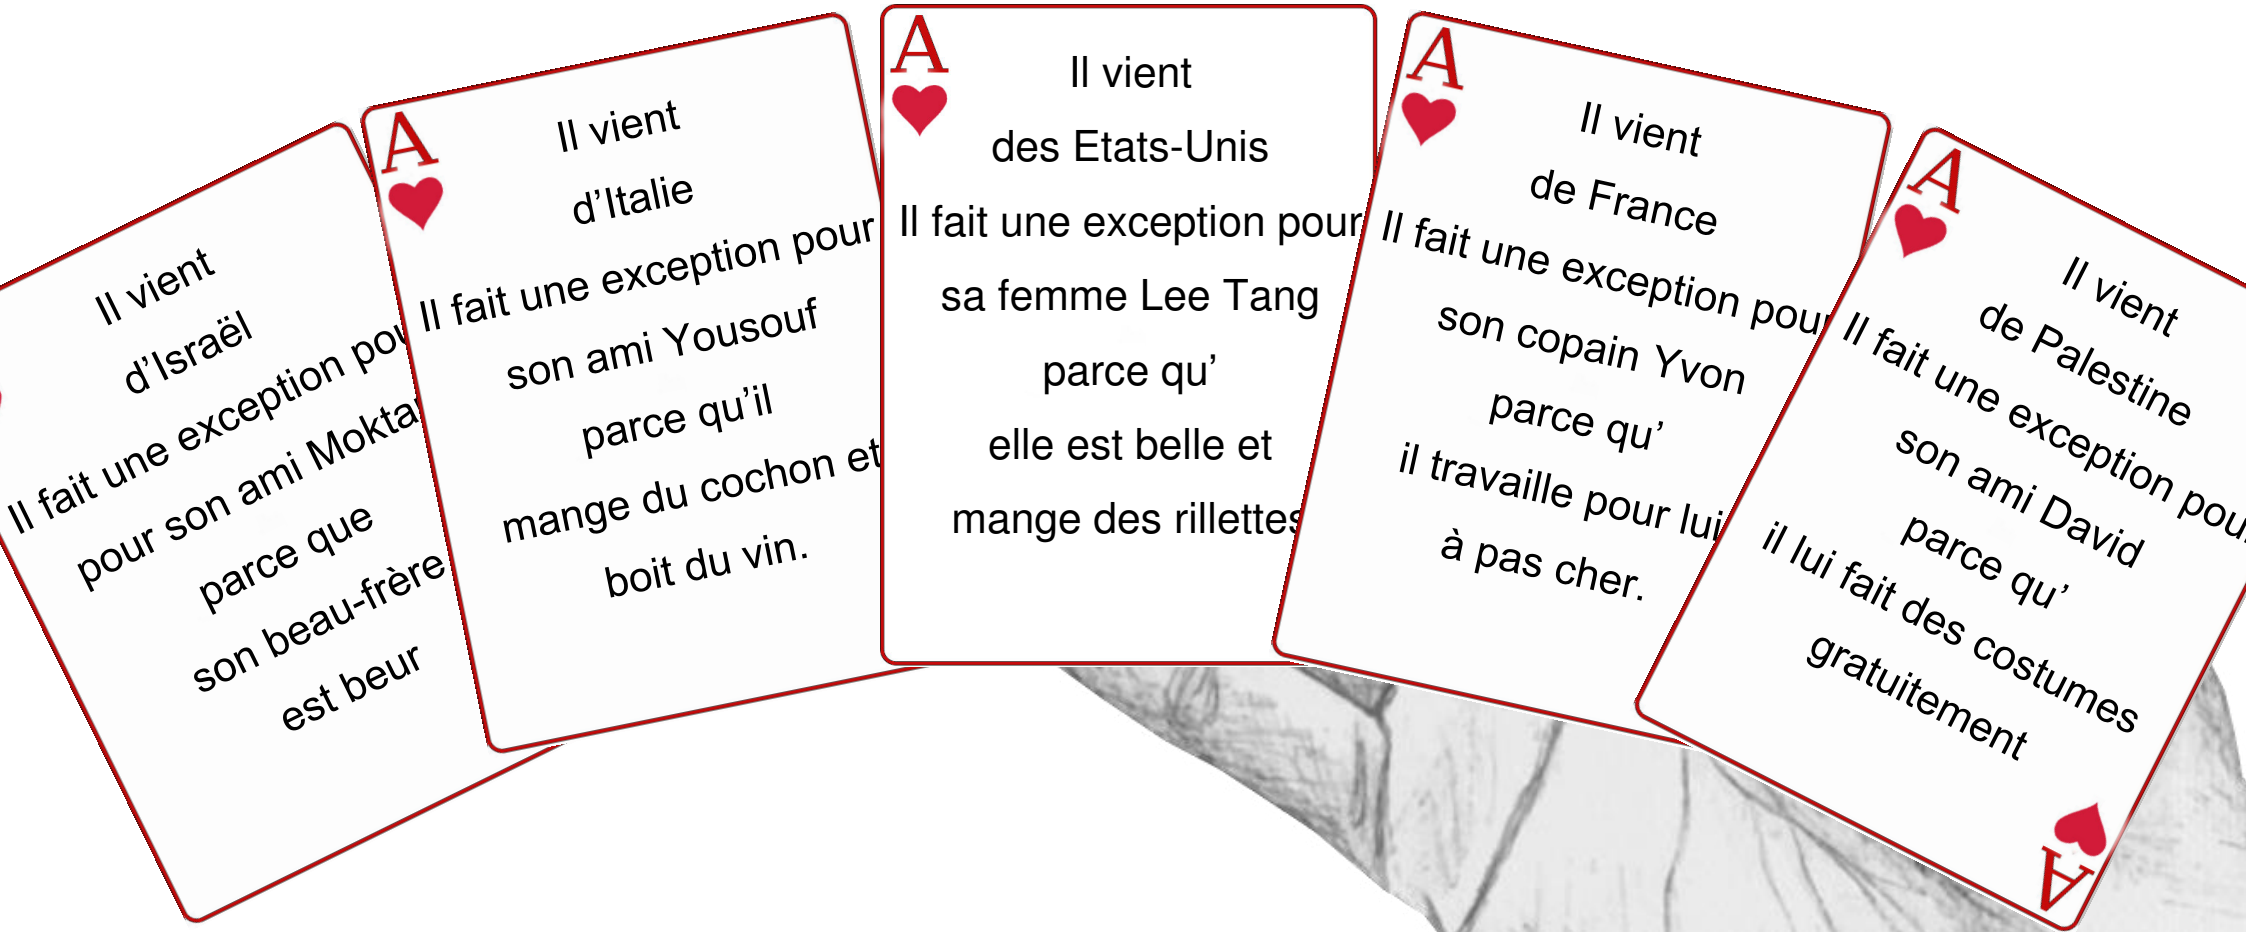 Il vient
d’Israël
Il fait une exception
pour son ami
parce que
son beau-frère
est beur
A
Il vient
d’Italie
Il fait une exception pour
son ami Yousouf
parce qu’il
mange du cochon et
boit du vin.
A
Il vient
des Etats-Unis
Il fait une exception pour
sa femme Lee Tang
parce qu’
elle est belle et
mange des rillettes
A
Il vient
de France
Il fait une exception pour
son copain Yvon
parce qu’
il travaille pour lui
à pas cher.
A
Il vient
de Palestine
Il fait une exception
son ami David
parce qu’
il lui fait des costumes
gratuitement
A